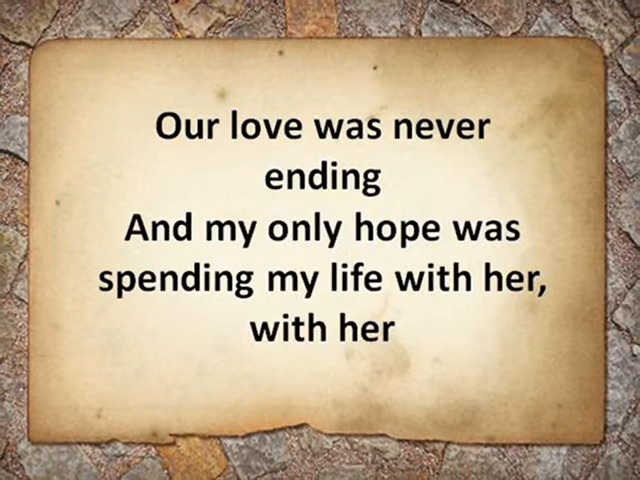 Our love was never
ending
And my only hope was
spending my life with her,
with her